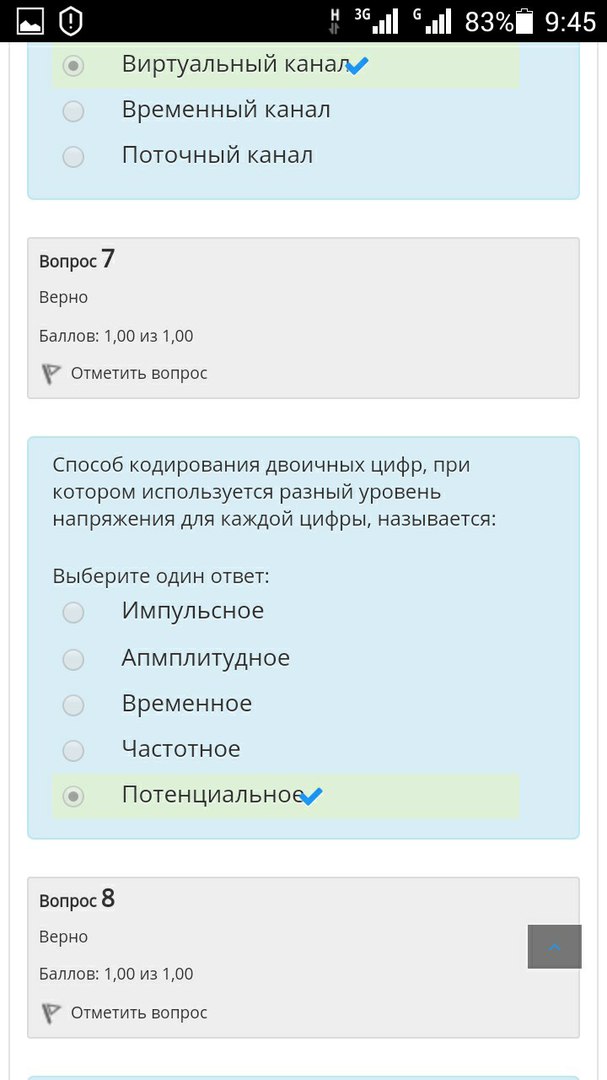 H 3G G 83% 9:45
Виртуальный канал
Временный канал
Поточный канал
Вопрос 7
Верно
Баллов: 1,00 из 1,00
Отметить вопрос
Способ кодирования двоичных цифр, при
котором используется разный уровень
напряжения для каждой цифры, называется:
Выберите один ответ:
Импульсное
Апмплитудное
Временное
Частотное
Потенциальное
Вопрос 8
Верно
Баллов: 1,00 из 1,00
Отметить вопрос